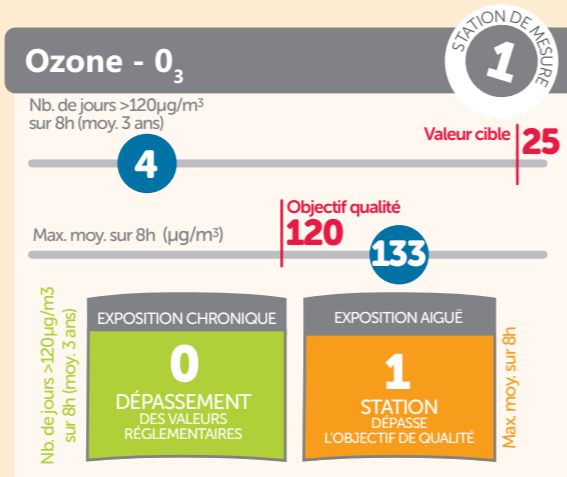 Ozone - 0₃
STATION DE MESURE
1
Nb. de jours >120µg/m³
sur 8h (moy. 3 ans)
4
Valeur cible 25
Max. moy. sur 8h (µg/m³)
Objectif qualité
120
133
Nb. de jours >120µg/m3
sur 8h (moy. 3 ans)
EXPOSITION CHRONIQUE
0
DÉPASSEMENT
DES VALEURS
RÉGLEMENTAIRES
EXPOSITION AIGUË
1
STATION
DÉPASSE
L'OBJECTIF DE QUALITÉ
Max. moy. sur 8h